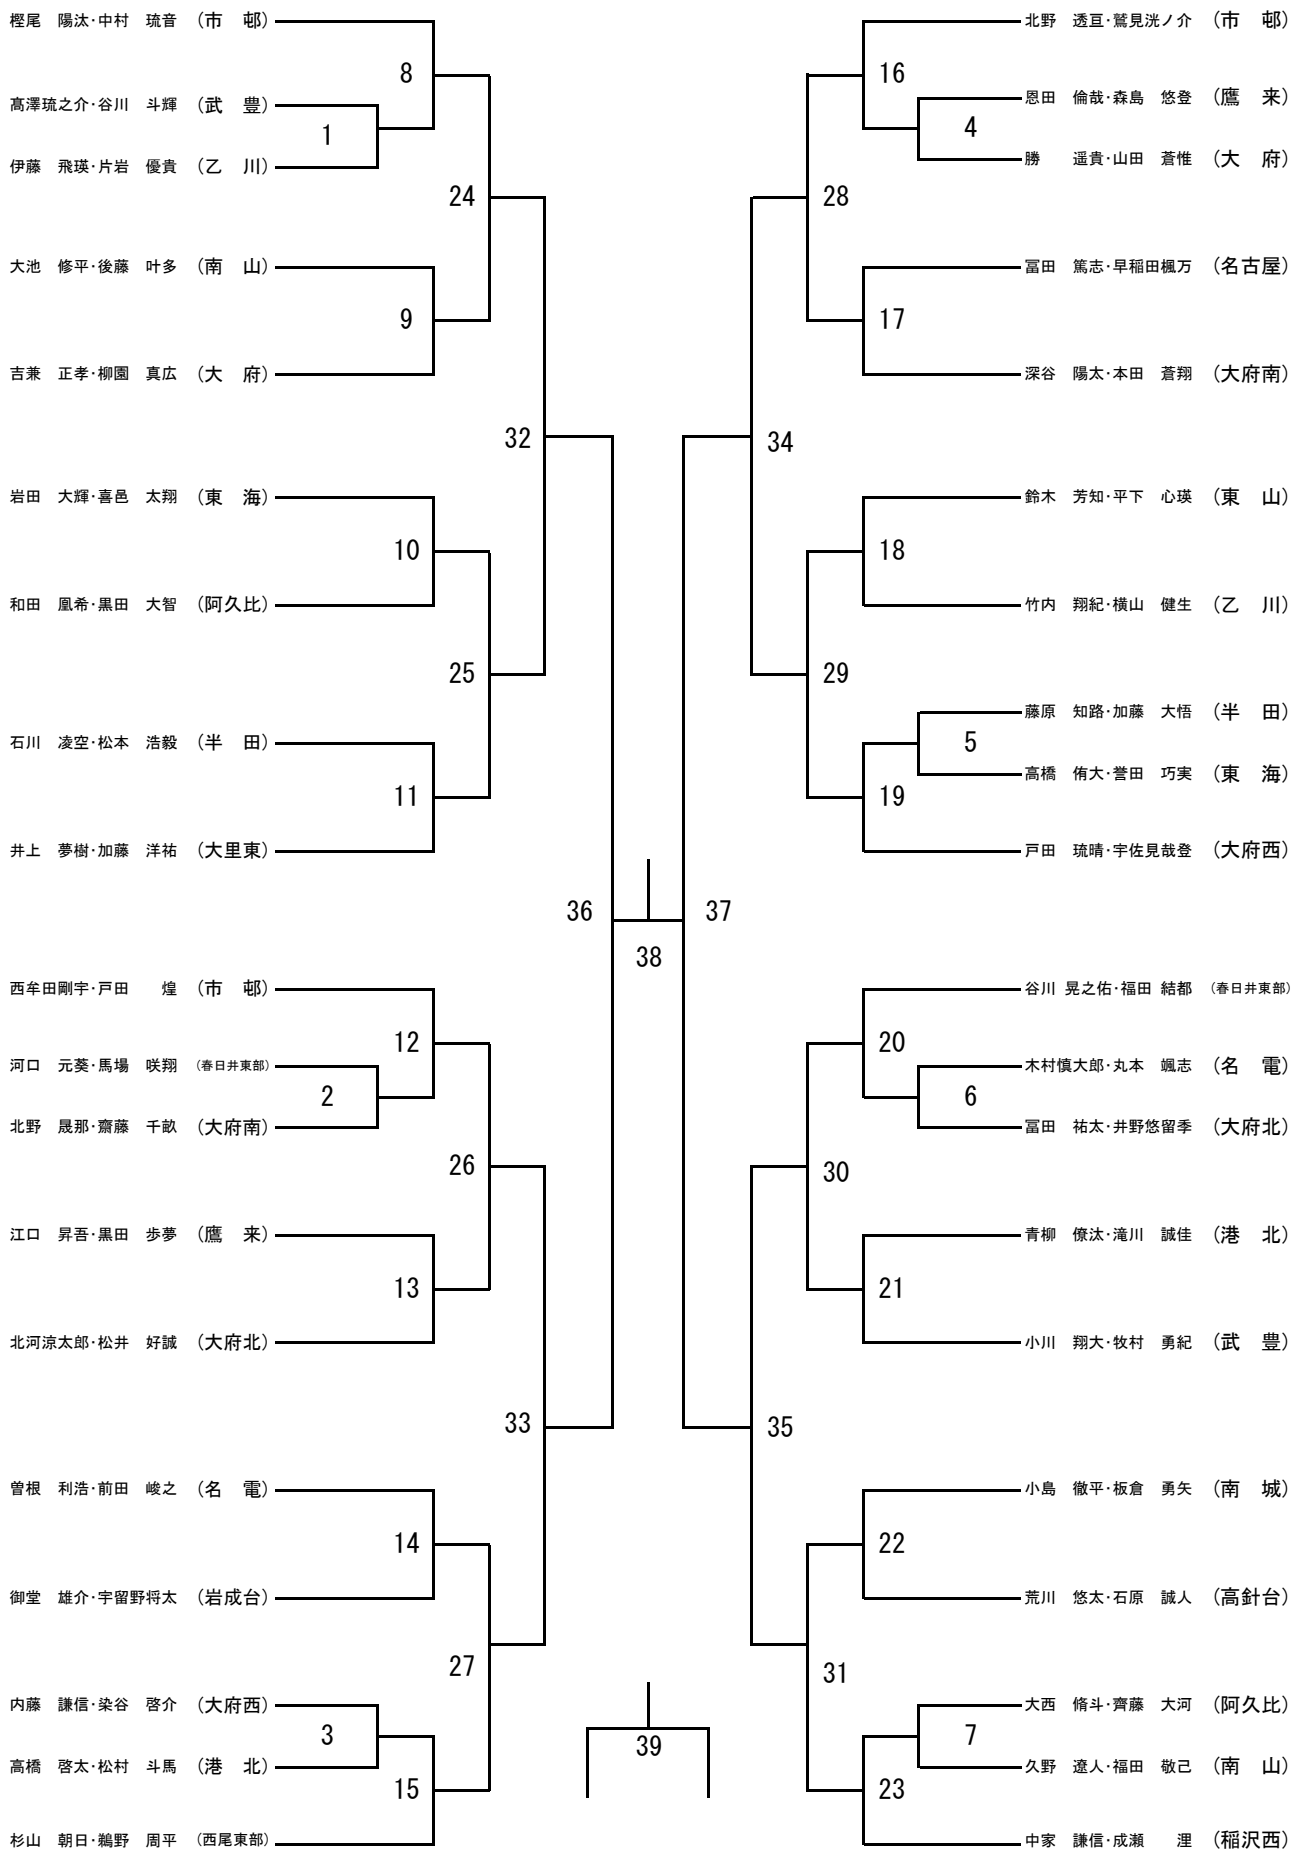 樫尾　陽汰・中村　琉音　（市　邨）
8
髙澤琉之介・谷川　斗輝　（武　豊）
1
伊藤　飛瑛・片岩　優貴　（乙　川）
24
大池　修平・後藤　叶多　（南　山）
9
吉兼　正孝・柳園　真広　（大　府）
32
岩田　大輝・喜邑　太翔　（東　海）
10
和田　凰希・黒田　大智　（阿久比）
25
石川　凌空・松本　浩毅　（半　田）
11
井上　夢樹・加藤　洋祐　（大里東）
36
西牟田剛宇・戸田　　煌　（市　邨）
12
河口　元葵・馬場　咲翔　（春日井東部）
2
北野　晟那・齋藤　千畝　（大府南）
26
江口　昇吾・黒田　歩夢　（鷹　来）
13
北河涼太郎・松井　好誠　（大府北）
33
曽根　利浩・前田　峻之　（名　電）
14
御堂　雄介・宇留野将太　（岩成台）
27
内藤　謙信・染谷　啓介　（大府西）
3
高橋　啓太・松村　斗馬　（港　北）
15
杉山　朝日・鵜野　周平　（西尾東部）
38
39
北野　透亘・鷲見洸ノ介　（市　邨）
16
恩田　倫哉・森島　悠登　（鷹　来）
4
勝　　遥貴・山田　蒼惟　（大　府）
28
冨田　篤志・早稲田楓万　（名古屋）
17
深谷　陽太・本田　蒼翔　（大府南）
34
鈴木　芳知・平下　心瑛　（東　山）
18
竹内　翔紀・横山　健生　（乙　川）
29
藤原　知路・加藤　大悟　（半　田）
5
高橋　侑大・誉田　巧実　（東　海）
19
戸田　琉晴・宇佐見哉登　（大府西）
37
谷川 晃之佑・福田 結都　（春日井東部）
20
木村慎太郎・丸本　颯志　（名　電）
6
冨田　祐太・井野悠留季　（大府北）
30
青柳　僚汰・滝川　誠佳　（港　北）
21
小川　翔大・牧村　勇紀　（武　豊）
35
小島　徹平・板倉　勇矢　（南　城）
22
荒川　悠太・石原　誠人　（高針台）
31
大西　脩斗・齊藤　大河　（阿久比）
7
久野　遼人・福田　敬己　（南　山）
23
中家　謙信・成瀬　　浬　（稲沢西）